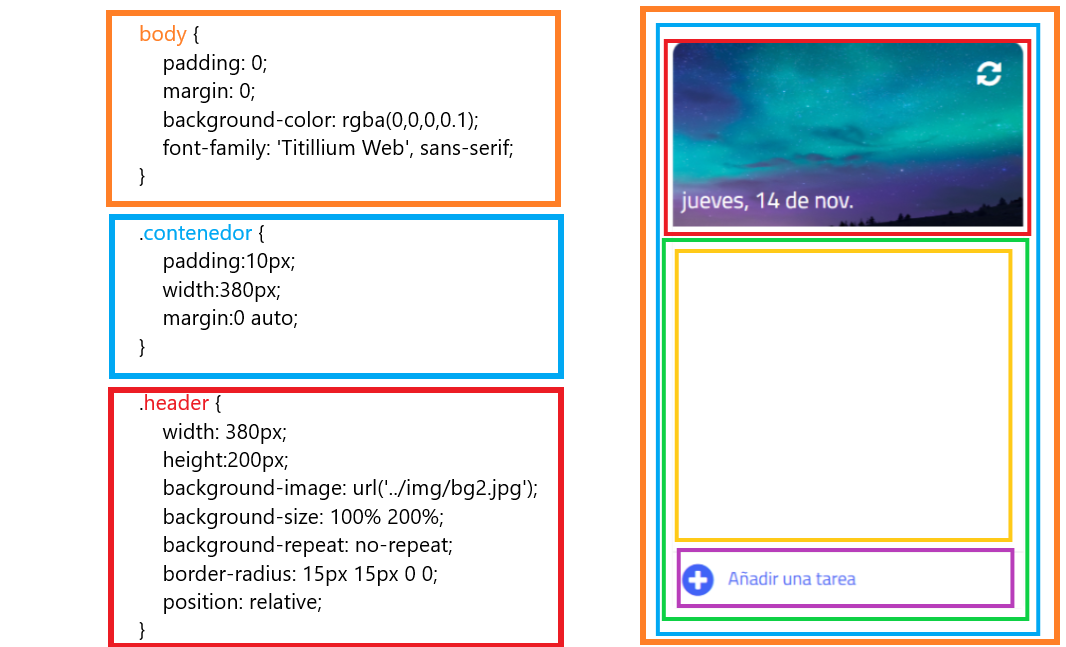 body {
padding: 0;
margin: 0;
background-color: rgba(0,0,0,0.1);
font-family: 'Titillium Web', sans-serif;
}
.contenedor {
padding:10px;
width:380px;
margin:0 auto;
}
.header {
width: 380px;
height:200px;
background-image: url('../img/bg2.jpg');
background-size: 100% 200%;
background-repeat: no-repeat;
border-radius: 15px 15px 0 0;
position: relative;
}
jueves, 14 de nov.
Añadir una tarea